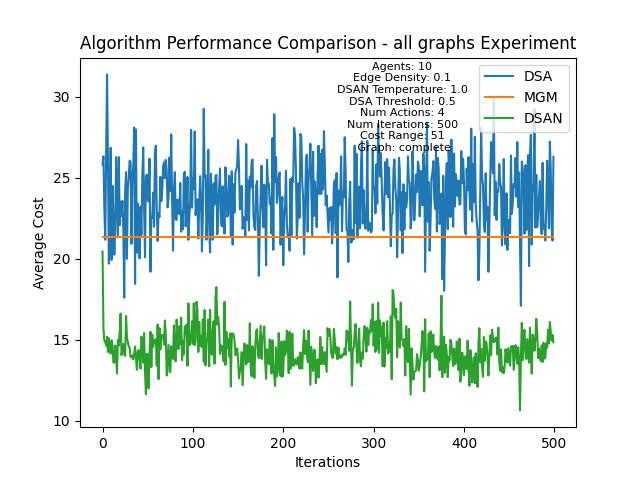 Algorithm Performance Comparison - all graphs Experiment
Agents: 10
Edge Density: 0.1
DSAN Temperature: 1.0
DSA Threshold: 0.5
Num Actions: 4
Num Iterations: 500
Cost Range: 51
Graph: complete
DSA
MGM
DSAN
Average Cost
30
25
20
15
10
0
100
200
300
400
500
Iterations